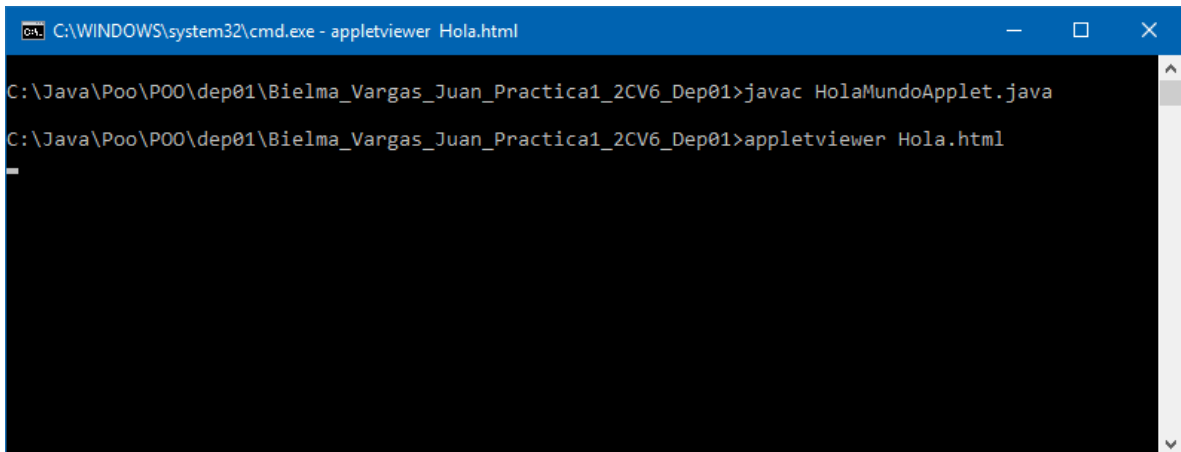 C:\WINDOWS\system32\cmd.exe - appletviewer Hola.html
C:\Java\Poo\POO\dep01\Bielma_Vargas_Juan_Practica1_2CV6_Dep01>javac HolaMundoApplet.java
C:\Java\Poo\POO\dep01\Bielma_Vargas_Juan_Practica1_2CV6_Dep01>appletviewer Hola.html